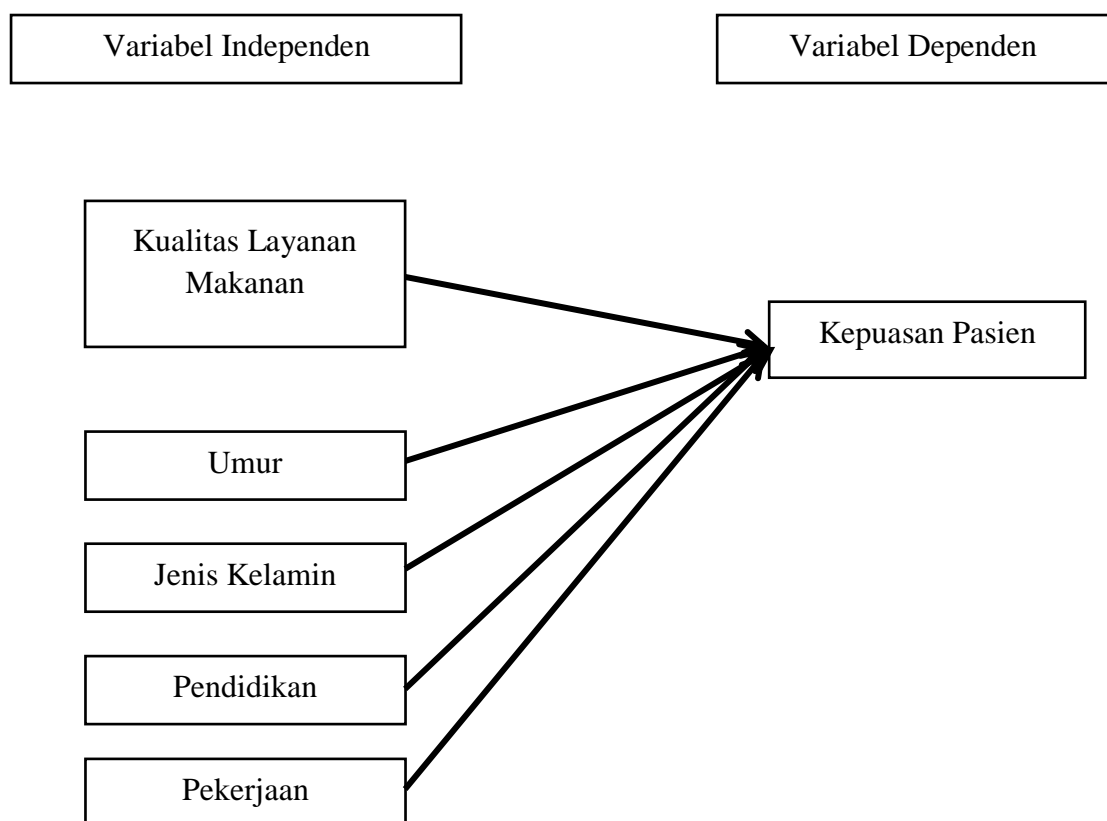 Variabel Independen
Variabel Dependen
Kualitas Layanan
Makanan
Kepuasan Pasien
Umur
Jenis Kelamin
Pendidikan
Pekerjaan